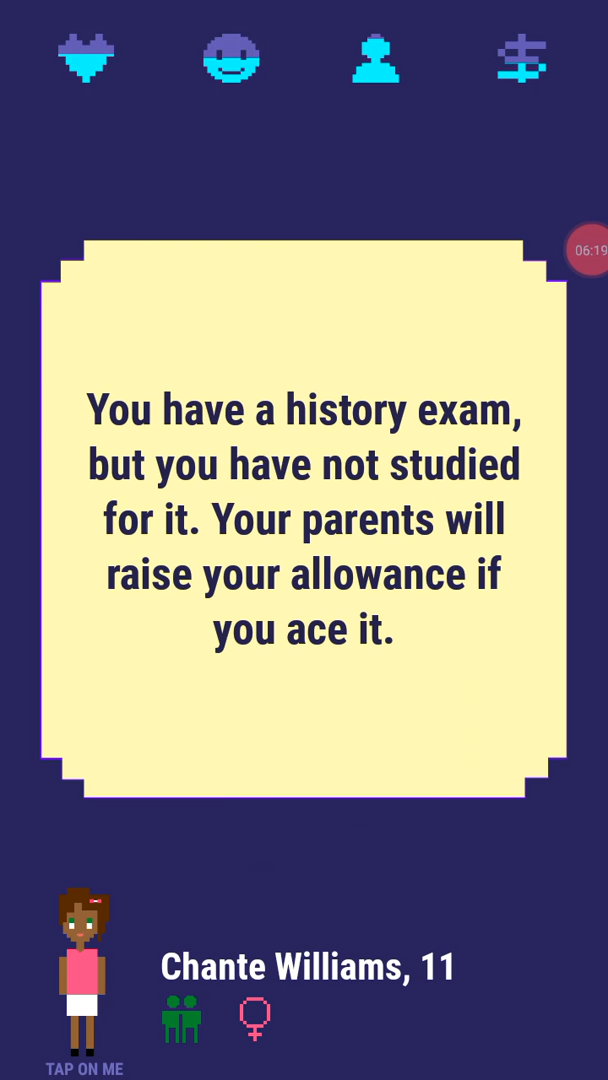 06:19
You have a history exam,
but you have not studied
for it. Your parents will
raise your allowance if
you ace it.
Chante Williams, 11
TAP ON ME